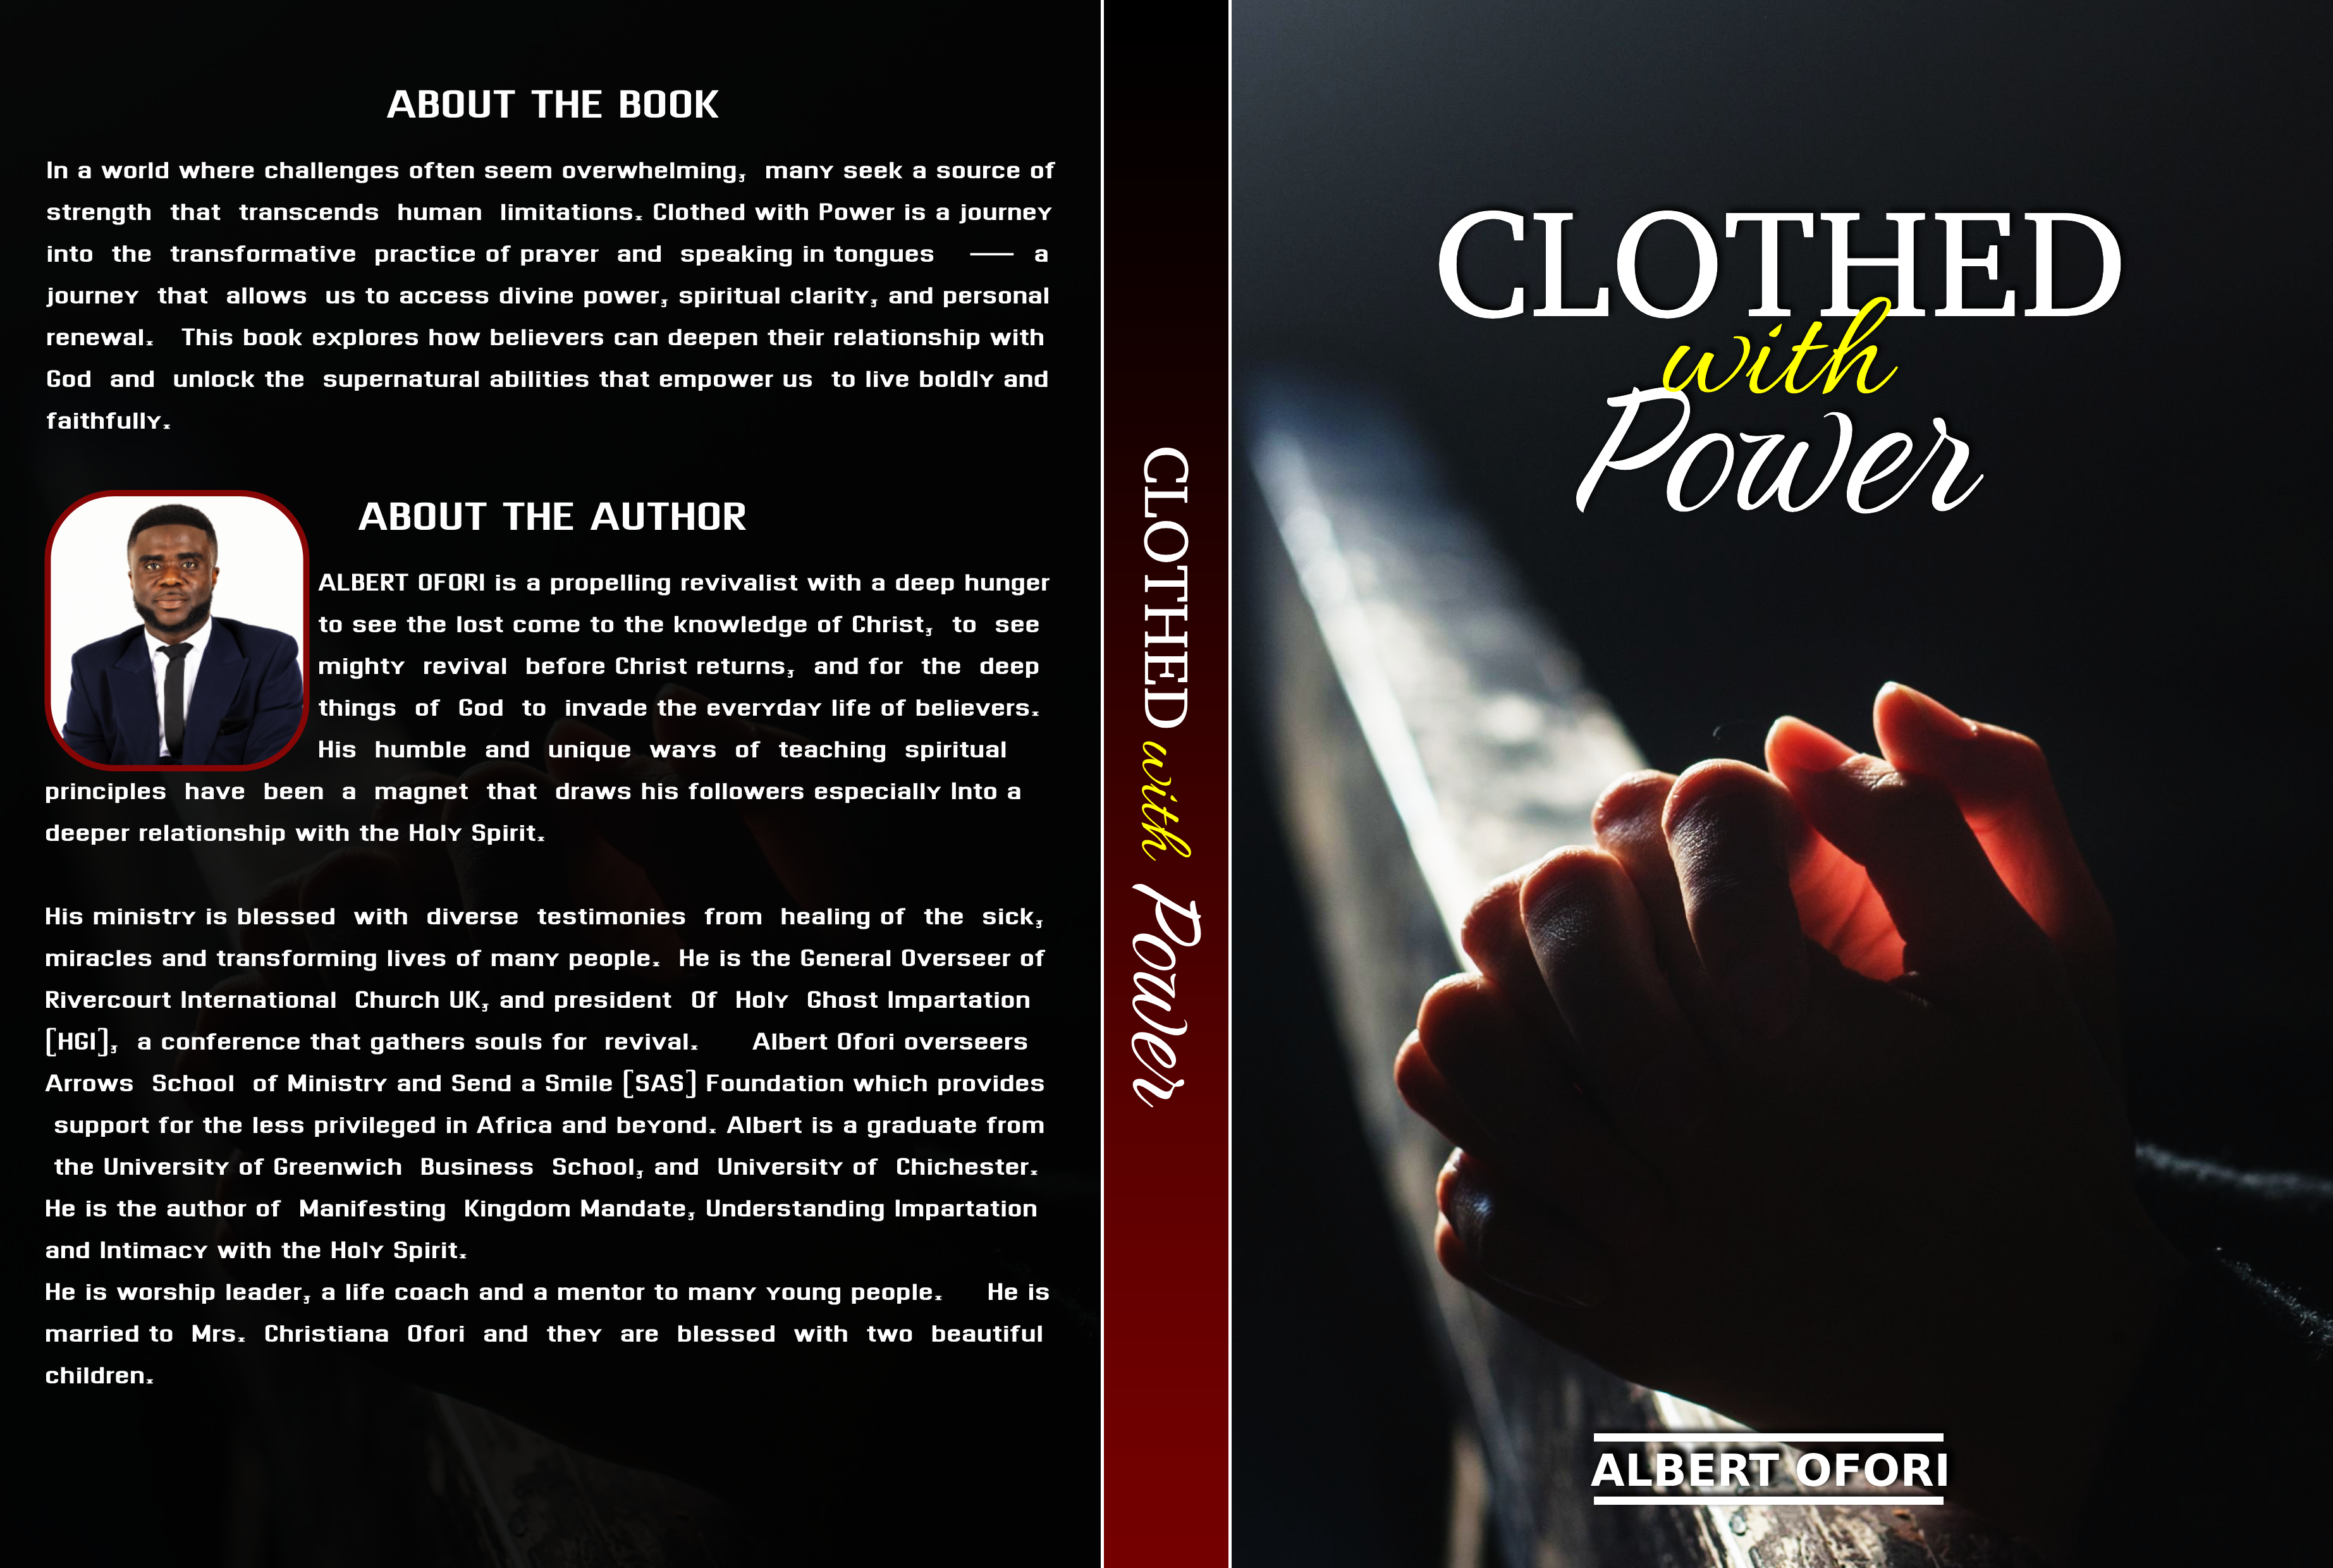 ABOUT THE BOOK
In a world where challenges often seem overwhelming, many seek a source of
strength that transcends human limitations. Clothed with Power is a journey
into the transformative practice of prayer and speaking in tongues — a
journey that allows us to access divine power, spiritual clarity, and personal
renewal. This book explores how believers can deepen their relationship with
God and unlock the supernatural abilities that empower us to live boldly and
faithfully.
ABOUT THE AUTHOR
ALBERT OFORI is a propelling revivalist with a deep hunger
to see the lost come to the knowledge of Christ, to see
mighty revival before Christ returns, and for the deep
things of God to invade the everyday life of believers.
His humble and unique ways of teaching spiritual
principles have been a magnet that draws his followers especially Into a
deeper relationship with the Holy Spirit.
His ministry is blessed with diverse testimonies from healing of the sick,
miracles and transforming lives of many people. He is the General Overseer of
Rivercourt International Church UK, and president Of Holy Ghost Impartation
[HGI], a conference that gathers souls for revival. Albert Ofori overseers
Arrows School of Ministry and Send a Smile [SAS] Foundation which provides
support for the less privileged in Africa and beyond. Albert is a graduate from
the University of Greenwich Business School, and University of Chichester.
He is the author of Manifesting Kingdom Mandate, Understanding Impartation
and Intimacy with the Holy Spirit.
He is worship leader, a life coach and a mentor to many young people. He is
married to Mrs. Christiana Ofori and they are blessed with two beautiful
children.
CLOTHED with Power
CLOTHED
with
Power
ALBERT OFORI